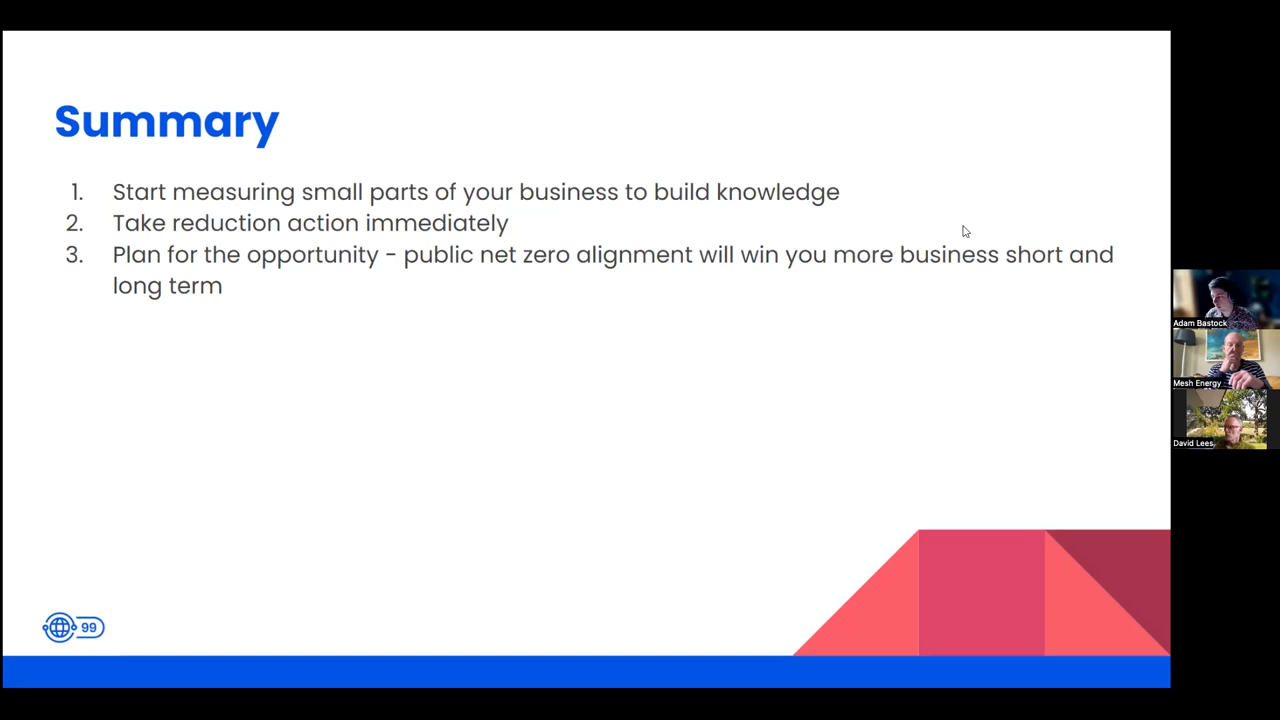 Summary
1. Start measuring small parts of your business to build knowledge
2. Take reduction action immediately
3. Plan for the opportunity - public net zero alignment will win you more business short and
long term
Adam Bastock
Mesh Energy
David Lees
99